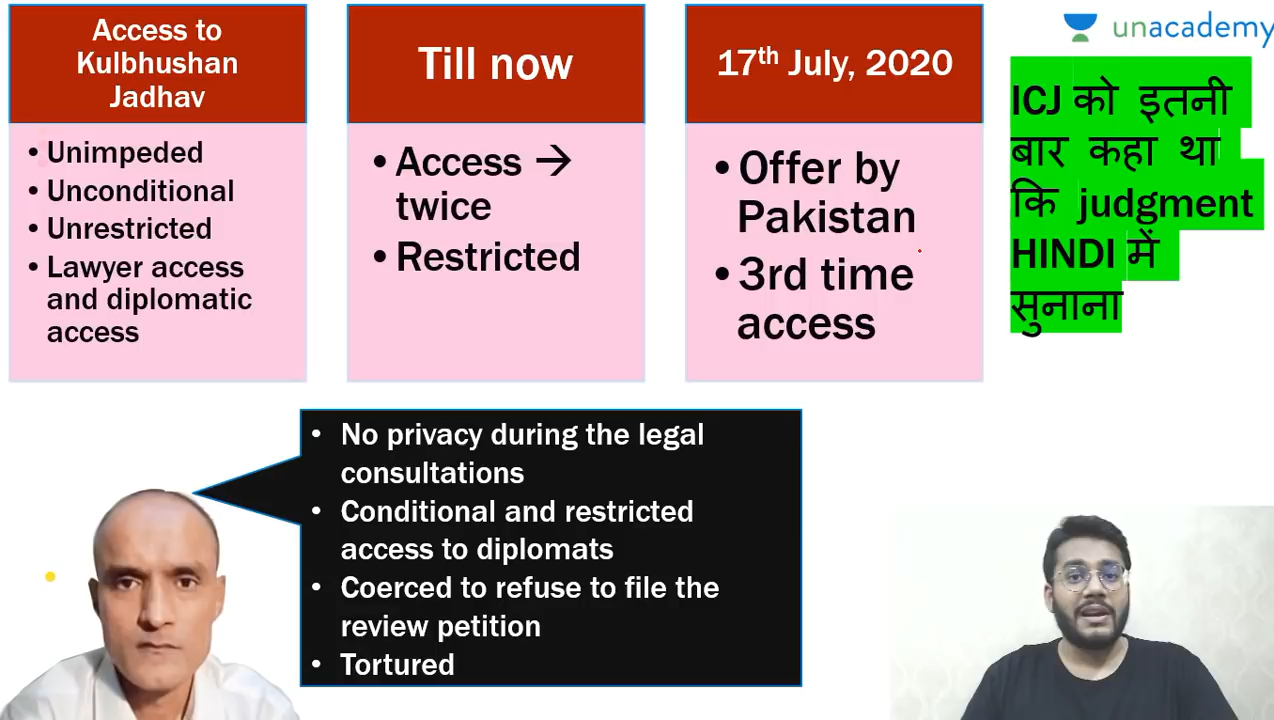 Access to
Kulbhushan
Jadhav
• Unimpeded
• Unconditional
• Unrestricted
• Lawyer access
and diplomatic
access
Till now
• Access →
twice
• Restricted
17th July, 2020
• Offer by
Pakistan
• 3rd time
access
unacademy
ICJ को इतनी
बार कहा था
कि judgment
HINDI में
सुनाना
• No privacy during the legal
consultations
• Conditional and restricted
access to diplomats
• Coerced to refuse to file the
review petition
• Tortured